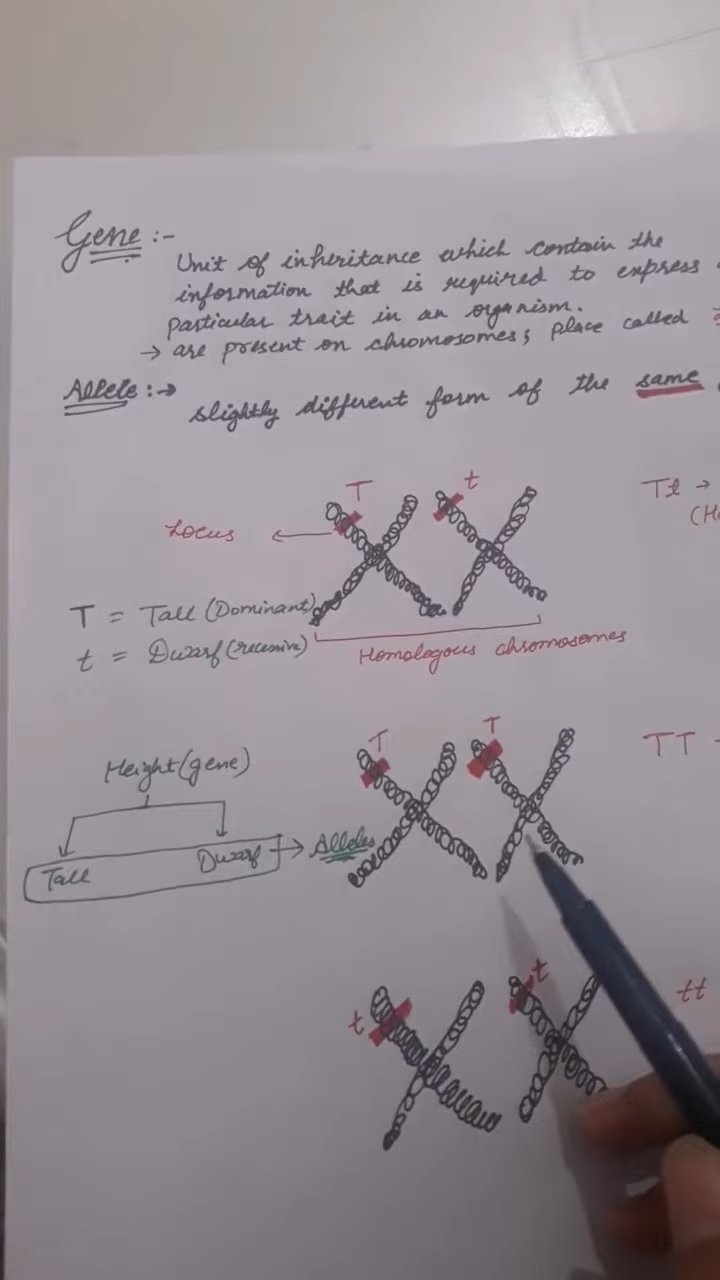 Gene :-
Unit of inheritance which contain the
information that is required to express
particular trait in an organism.
→ are present on chromosomes; place called
Allele :→
slightly different form of the same
T t
Tt →
Locus ←
T = Tall (Dominant)
t = Dwarf (recessive)
Homologous chromosomes
T T
TT -
Height (gene)
Tall Dwarf → Alleles
t t
tt